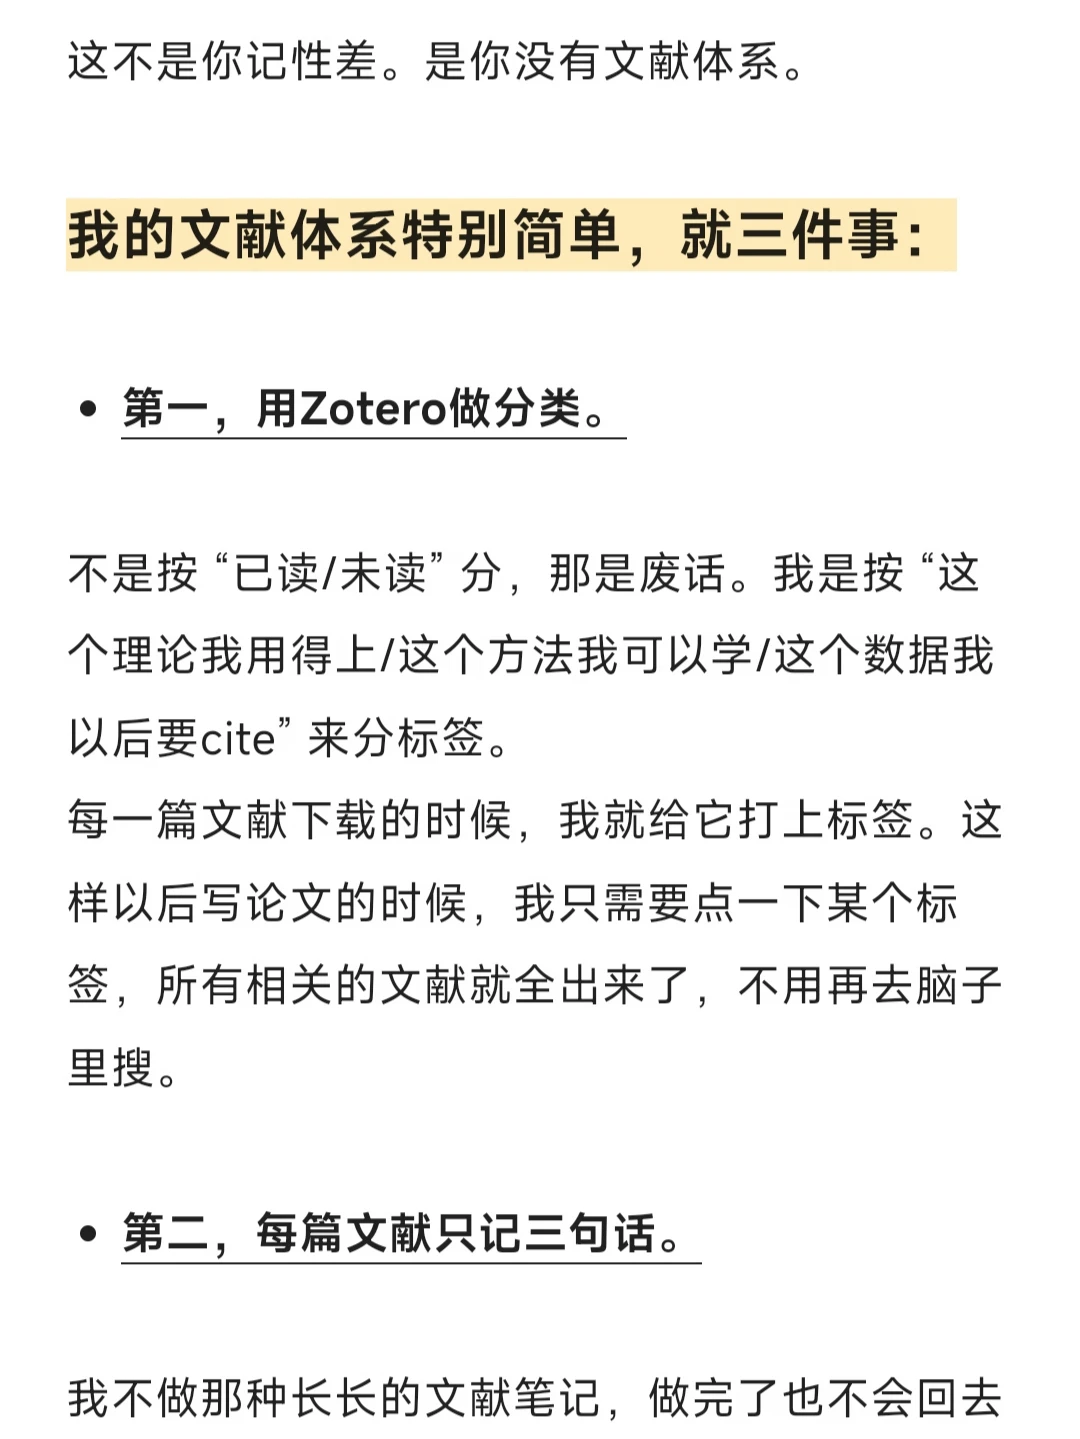 这不是你记性差。是你没有文献体系。
我的文献体系特别简单，就三件事：
• 第一，用Zotero做分类。
不是按 “已读/未读” 分，那是废话。我是按 “这
个理论我用得上/这个方法我可以学/这个数据我
以后要cite” 来分标签。
每一篇文献下载的时候，我就给它打上标签。这
样以后写论文的时候，我只需要点一下某个标
签，所有相关的文献就全出来了，不用再去脑子
里搜。
• 第二，每篇文献只记三句话。
我不做那种长长的文献笔记，做完了也不会回去